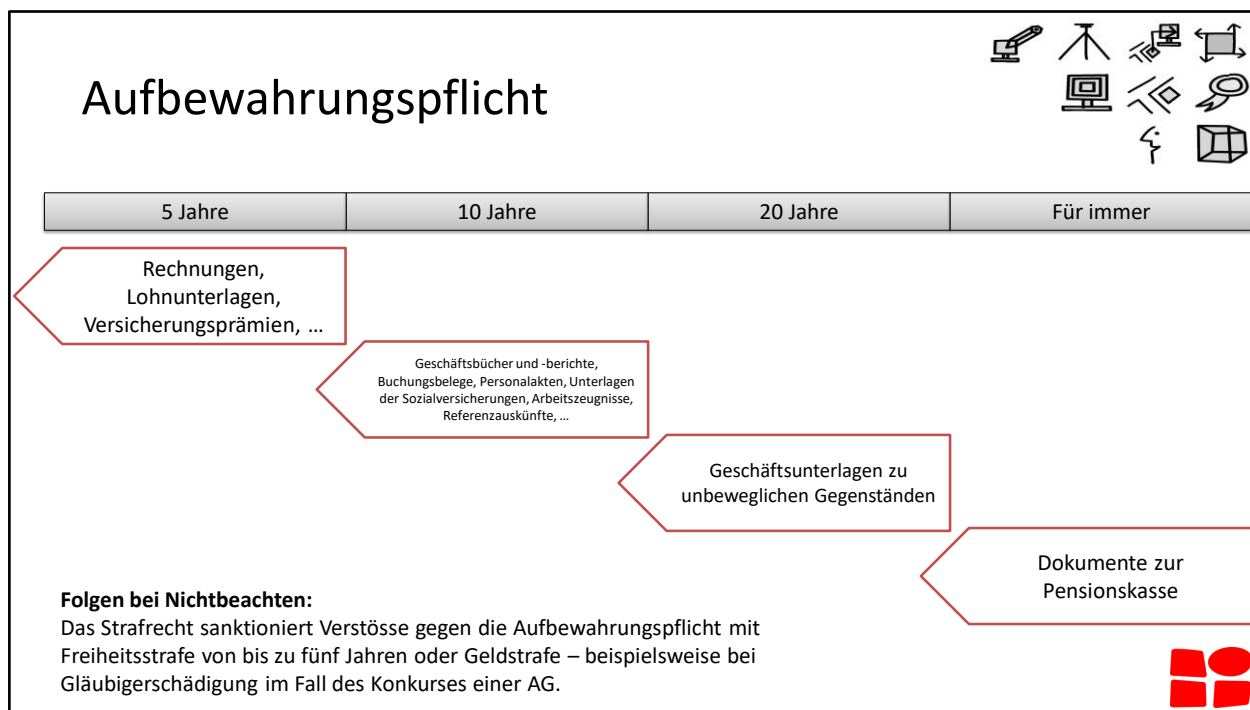 Aufbewahrungspflicht
5 Jahre
10 Jahre
20 Jahre
Für immer
Rechnungen,
Lohnunterlagen,
Versicherungsprämien, …
Geschäftsbücher und -berichte,
Buchungsbelege, Personalakten, Unterlagen
der Sozialversicherungen, Arbeitszeugnisse,
Referenzauskünfte, …
Geschäftsunterlagen zu
unbeweglichen Gegenständen
Dokumente zur
Pensionskasse
Folgen bei Nichtbeachten:
Das Strafrecht sanktioniert Verstösse gegen die Aufbewahrungspflicht mit
Freiheitsstrafe von bis zu fünf Jahren oder Geldstrafe – beispielsweise bei
Gläubigerschädigung im Fall des Konkurses einer AG.